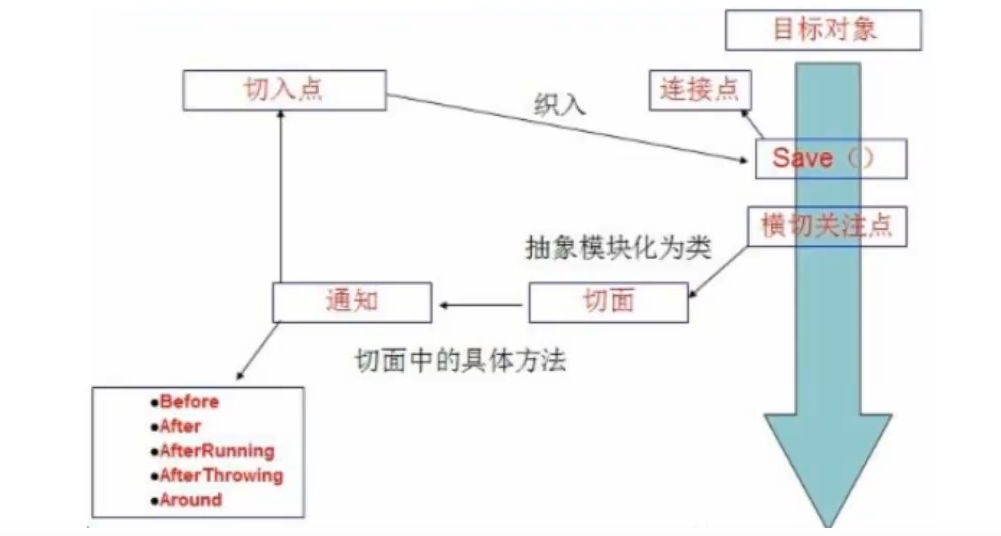 目标对象
切入点
连接点
织入
Save（）
横切关注点
抽象模块化为类
通知
切面
切面中的具体方法
●Before
●After
●AfterRunning
●AfterThrowing
●Around